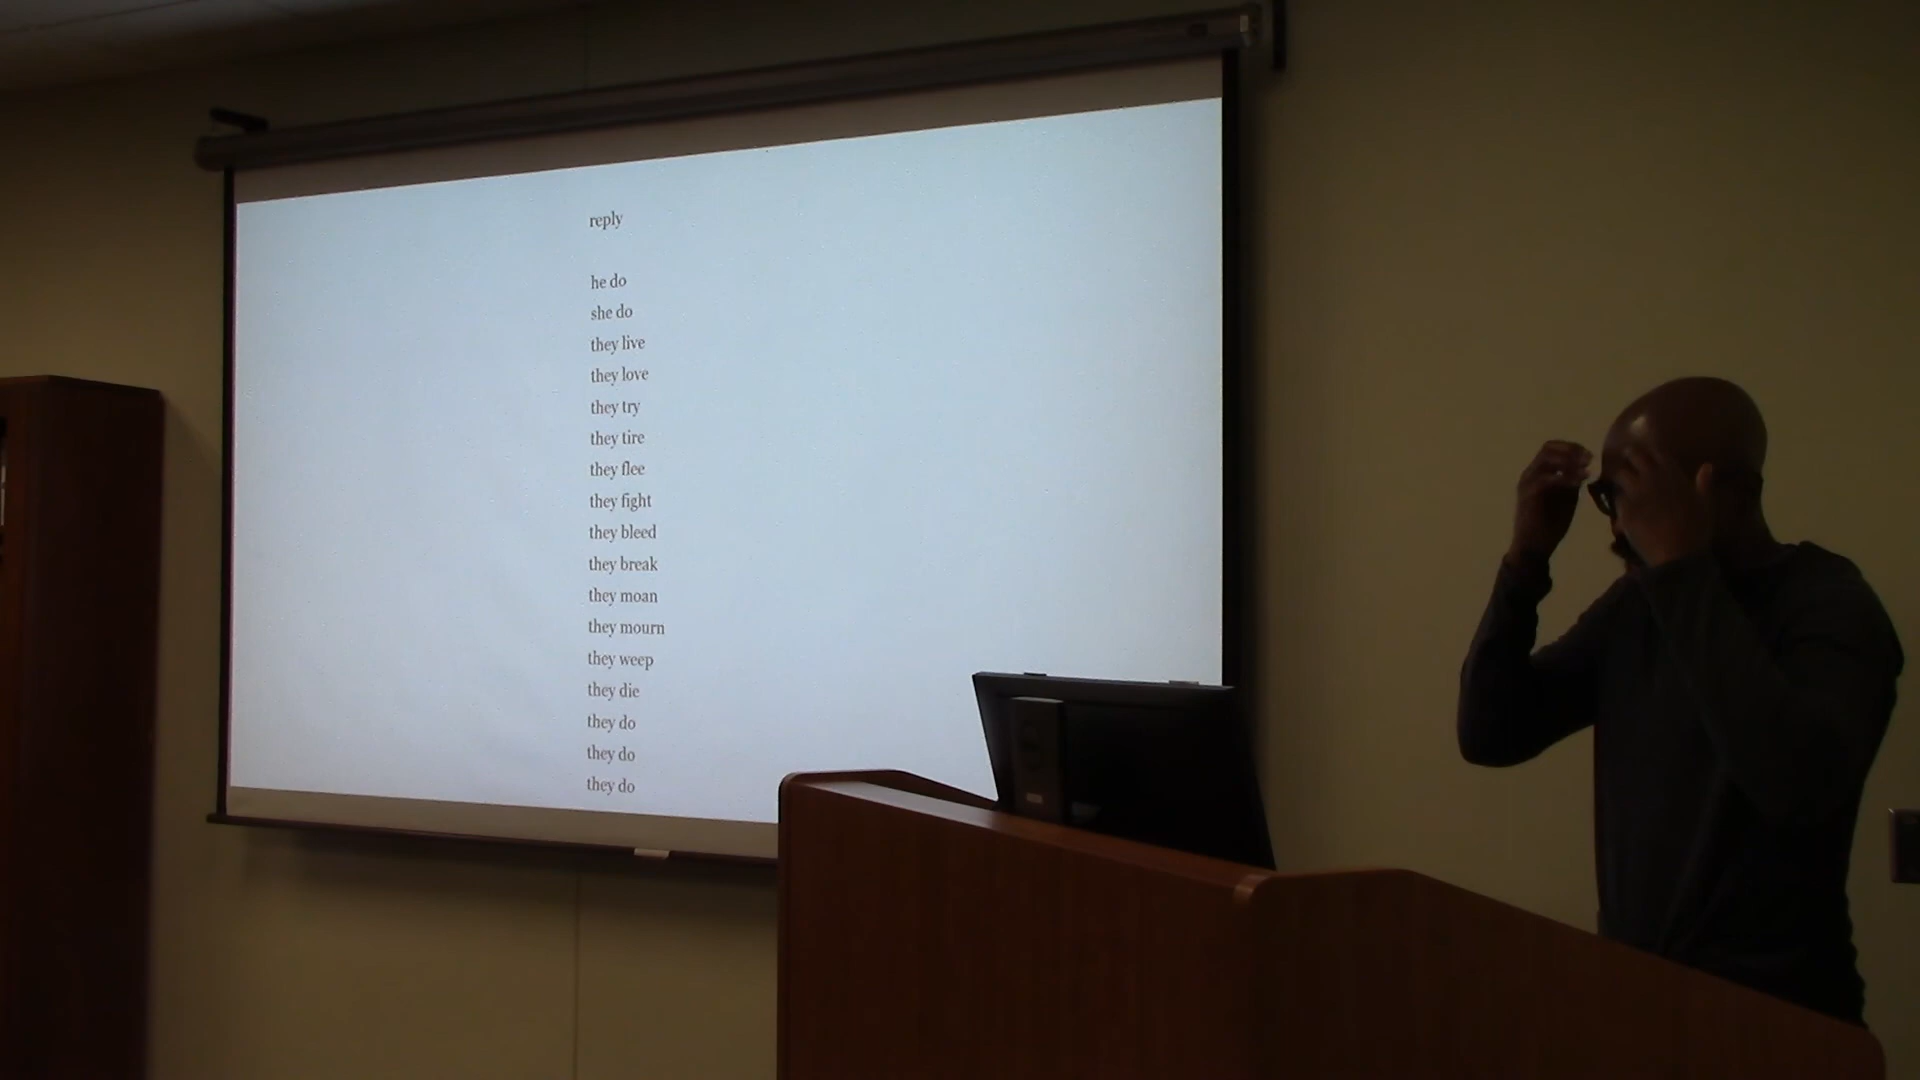 reply
he do
she do
they live
they love
they try
they tire
they flee
they fight
they bleed
they break
they moan
they mourn
they weep
they die
they do
they do
they do